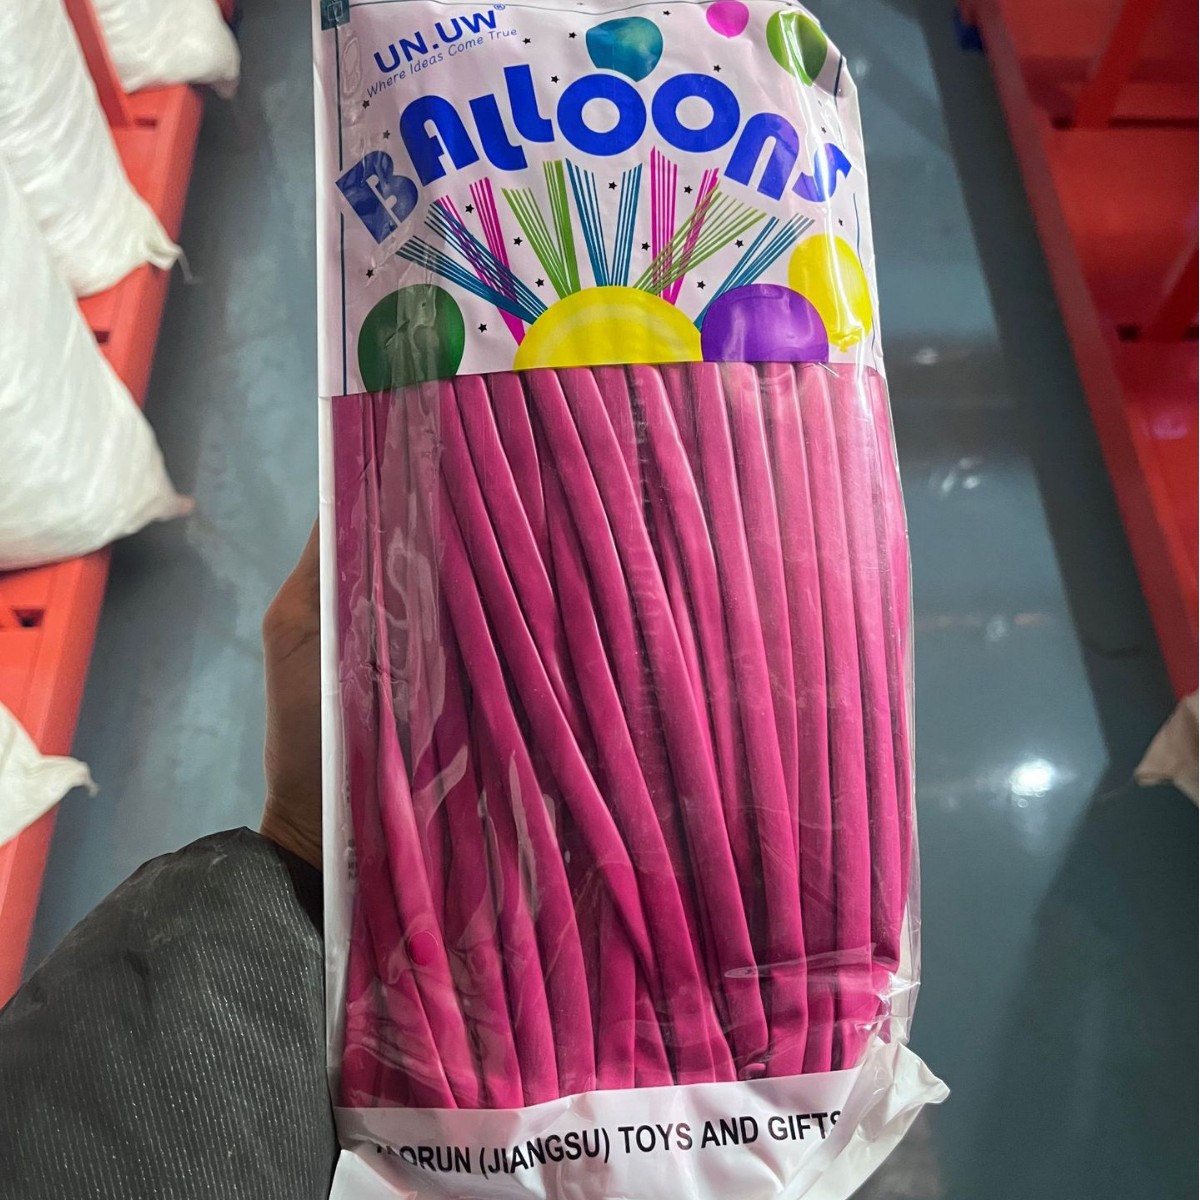 UN.UW®
Where Ideas Come True
BALLOONS
(JIANGSU) TOYS AND GIFTS